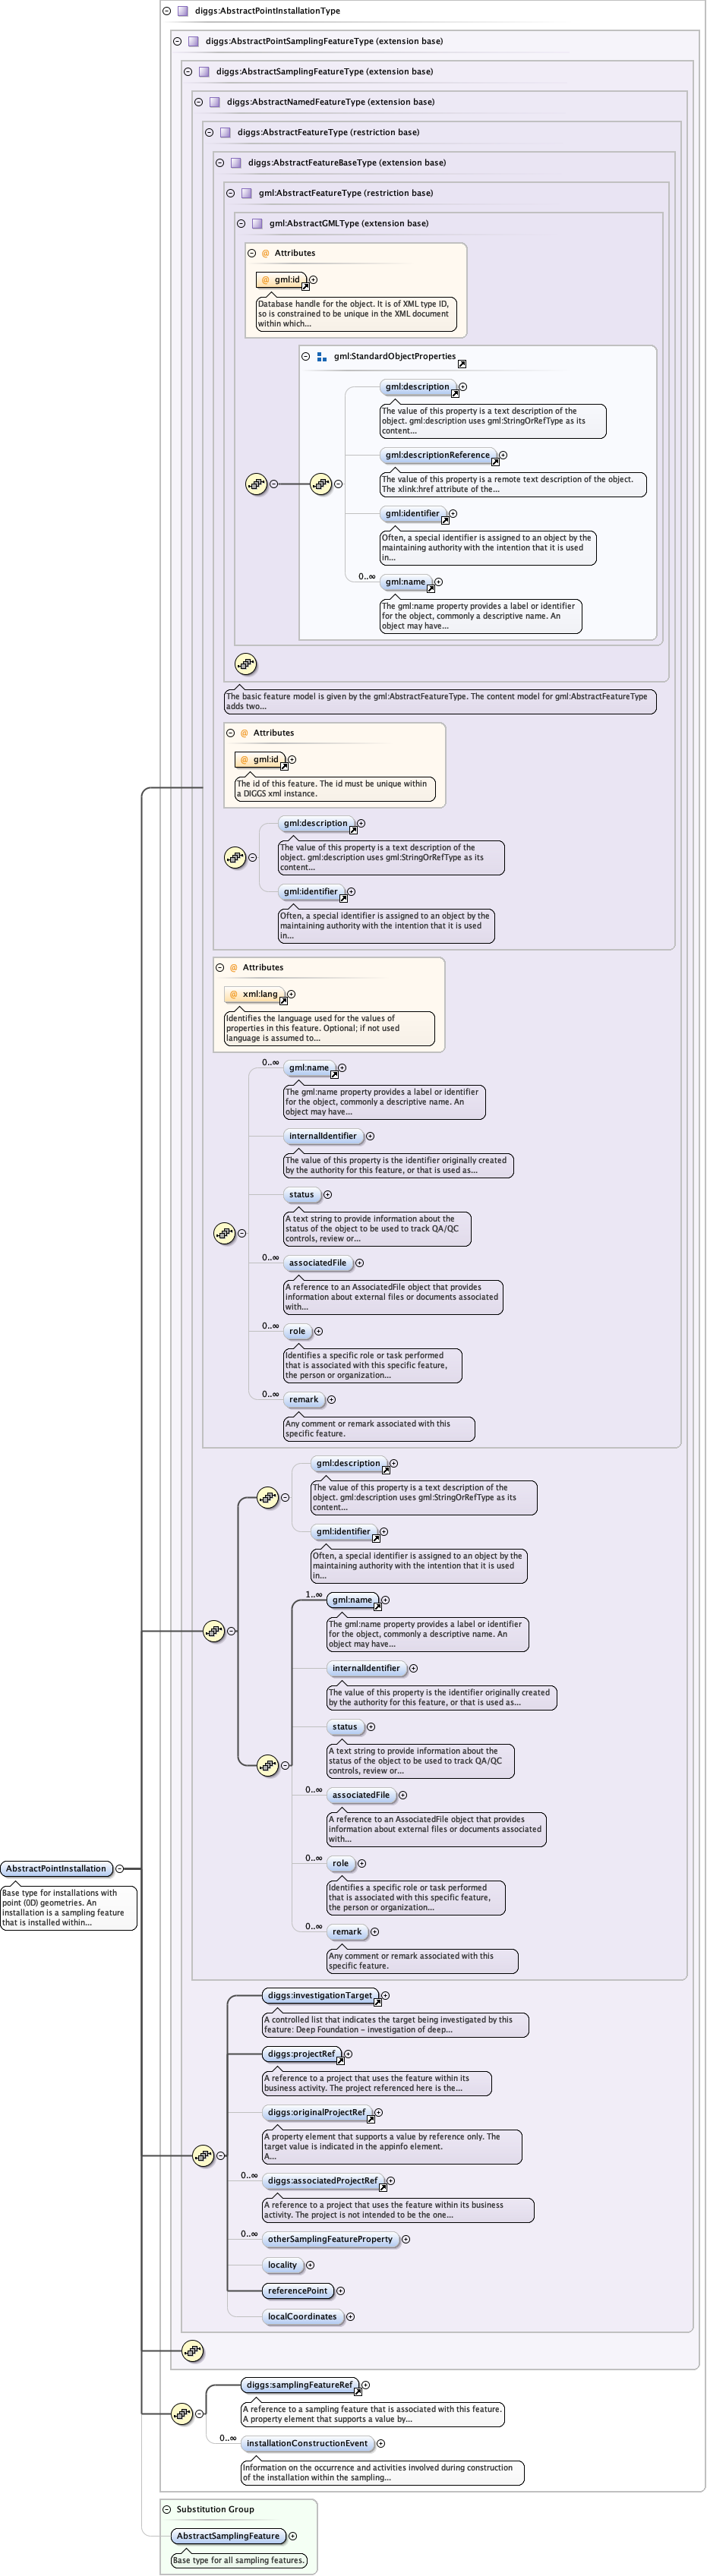 diggs:AbstractPointInstallationType
diggs:AbstractPointSamplingFeatureType (extension base)
diggs:AbstractSamplingFeatureType (extension base)
diggs:AbstractNamedFeatureType (extension base)
diggs:AbstractFeatureType (restriction base)
diggs:AbstractFeatureBaseType (extension base)
gml:AbstractFeatureType (restriction base)
gml:AbstractGMLType (extension base)
@ Attributes
@ gml:id
Database handle for the object. It is of XML type ID,
so is constrained to be unique in the XML document
within which...
gml:StandardObjectProperties
gml:description
The value of this property is a text description of the
object. gml:description uses gml:StringOrRefType as its
content...
gml:descriptionReference
The value of this property is a remote text description of the object.
The xlink:href attribute of the...
gml:identifier
Often, a special identifier is assigned to an object by the
maintaining authority with the intention that it is used
in...
0..∞
gml:name
The gml:name property provides a label or identifier
for the object, commonly a descriptive name. An
object may have...
The basic feature model is given by the gml:AbstractFeatureType. The content model for gml:AbstractFeatureType
adds two...
@ Attributes
@ gml:id
The id of this feature. The id must be unique within
a DIGGS xml instance.
gml:description
The value of this property is a text description of the
object. gml:description uses gml:StringOrRefType as its
content...
gml:identifier
Often, a special identifier is assigned to an object by the
maintaining authority with the intention that it is used
in...
@ Attributes
@ xml:lang
Identifies the language used for the values of
properties in this feature. Optional; if not used
language is assumed to...
0..∞
gml:name
The gml:name property provides a label or identifier
for the object, commonly a descriptive name. An
object may have...
internalIdentifier
The value of this property is the identifier originally created
by the authority for this feature, or that is used as...
status
A text string to provide information about the
status of the object to be used to track QA/QC
controls, review or...
0..∞
associatedFile
A reference to an AssociatedFile object that provides
information about external files or documents associated
with...
0..∞
role
Identifies a specific role or task performed
that is associated with this specific feature,
the person or organization...
0..∞
remark
Any comment or remark associated with this
specific feature.
gml:description
The value of this property is a text description of the
object. gml:description uses gml:StringOrRefType as its
content...
gml:identifier
Often, a special identifier is assigned to an object by the
maintaining authority with the intention that it is used
in...
1..∞
gml:name
The gml:name property provides a label or identifier
for the object, commonly a descriptive name. An
object may have...
internalIdentifier
The value of this property is the identifier originally created
by the authority for this feature, or that is used as...
status
A text string to provide information about the
status of the object to be used to track QA/QC
controls, review or...
0..∞
associatedFile
A reference to an AssociatedFile object that provides
information about external files or documents associated
with...
0..∞
role
Identifies a specific role or task performed
that is associated with this specific feature,
the person or organization...
0..∞
remark
Any comment or remark associated with this
specific feature.
AbstractPointInstallation
Base type for installations with
point (0D) geometries. An
installation is a sampling feature
that is installed within...
diggs:investigationTarget
A controlled list that indicates the target being investigated by this
feature: Deep Foundation - investigation of deep...
diggs:projectRef
A reference to a project that uses the feature within its
business activity. The project referenced here is the...
diggs:originalProjectRef
A property element that supports a value by reference only. The
target value is indicated in the appinfo element.
A...
0..∞
diggs:associatedProjectRef
A reference to a project that uses the feature within its business
activity. The project is not intended to be the one...
0..∞
otherSamplingFeatureProperty
locality
referencePoint
localCoordinates
diggs:samplingFeatureRef
A reference to a sampling feature that is associated with this feature.
A property element that supports a value by...
0..∞
installationConstructionEvent
Information on the occurrence and activities involved during construction
of the installation within the sampling...
Substitution Group
AbstractSamplingFeature
Base type for all sampling features.